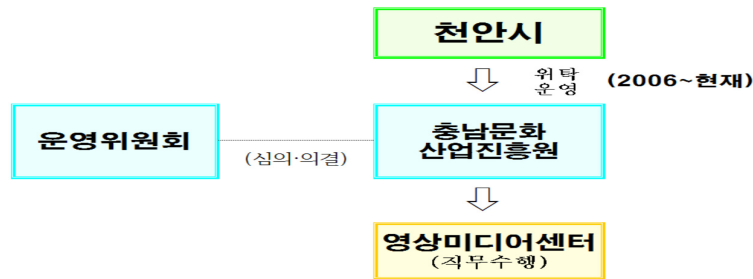 천안시
위탁
운영
(2006~현재)
운영위원회
(심의·의결)
충남문화
산업진흥원
영상미디어센터
(직무수행)